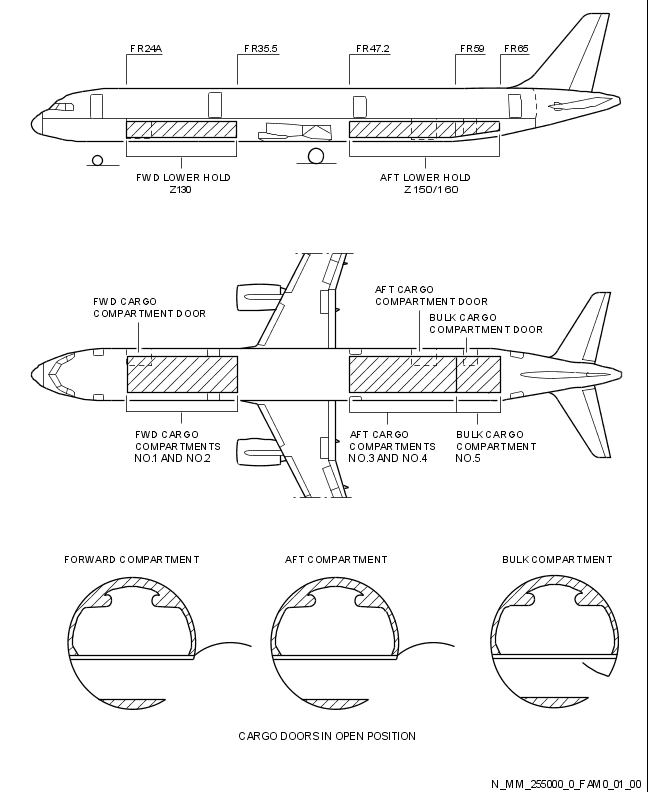 FR24A FR35.5 FR47.2 FR59 FR65
FWD LOWER HOLD
Z130
AFT LOWER HOLD
Z 150/160
FWD CARGO
COMPARTMENT DOOR
AFT CARGO
COMPARTMENT DOOR
BULK CARGO
COMPARTMENT DOOR
FWD CARGO
COMPARTMENTS
NO.1 AND NO.2
AFT CARGO
COMPARTMENTS
NO.3 AND NO.4
BULK CARGO
COMPARTMENT
NO.5
FORWARD COMPARTMENT
AFT COMPARTMENT
BULK COMPARTMENT
CARGO DOORS IN OPEN POSITION
N_MM_255000_0_FAM0_01_00